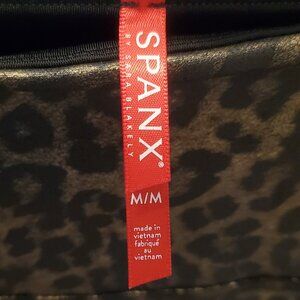 SPANX®
BY SARA BLAKELY
M/M
made in
vietnam
fabriqué
au
vietnam